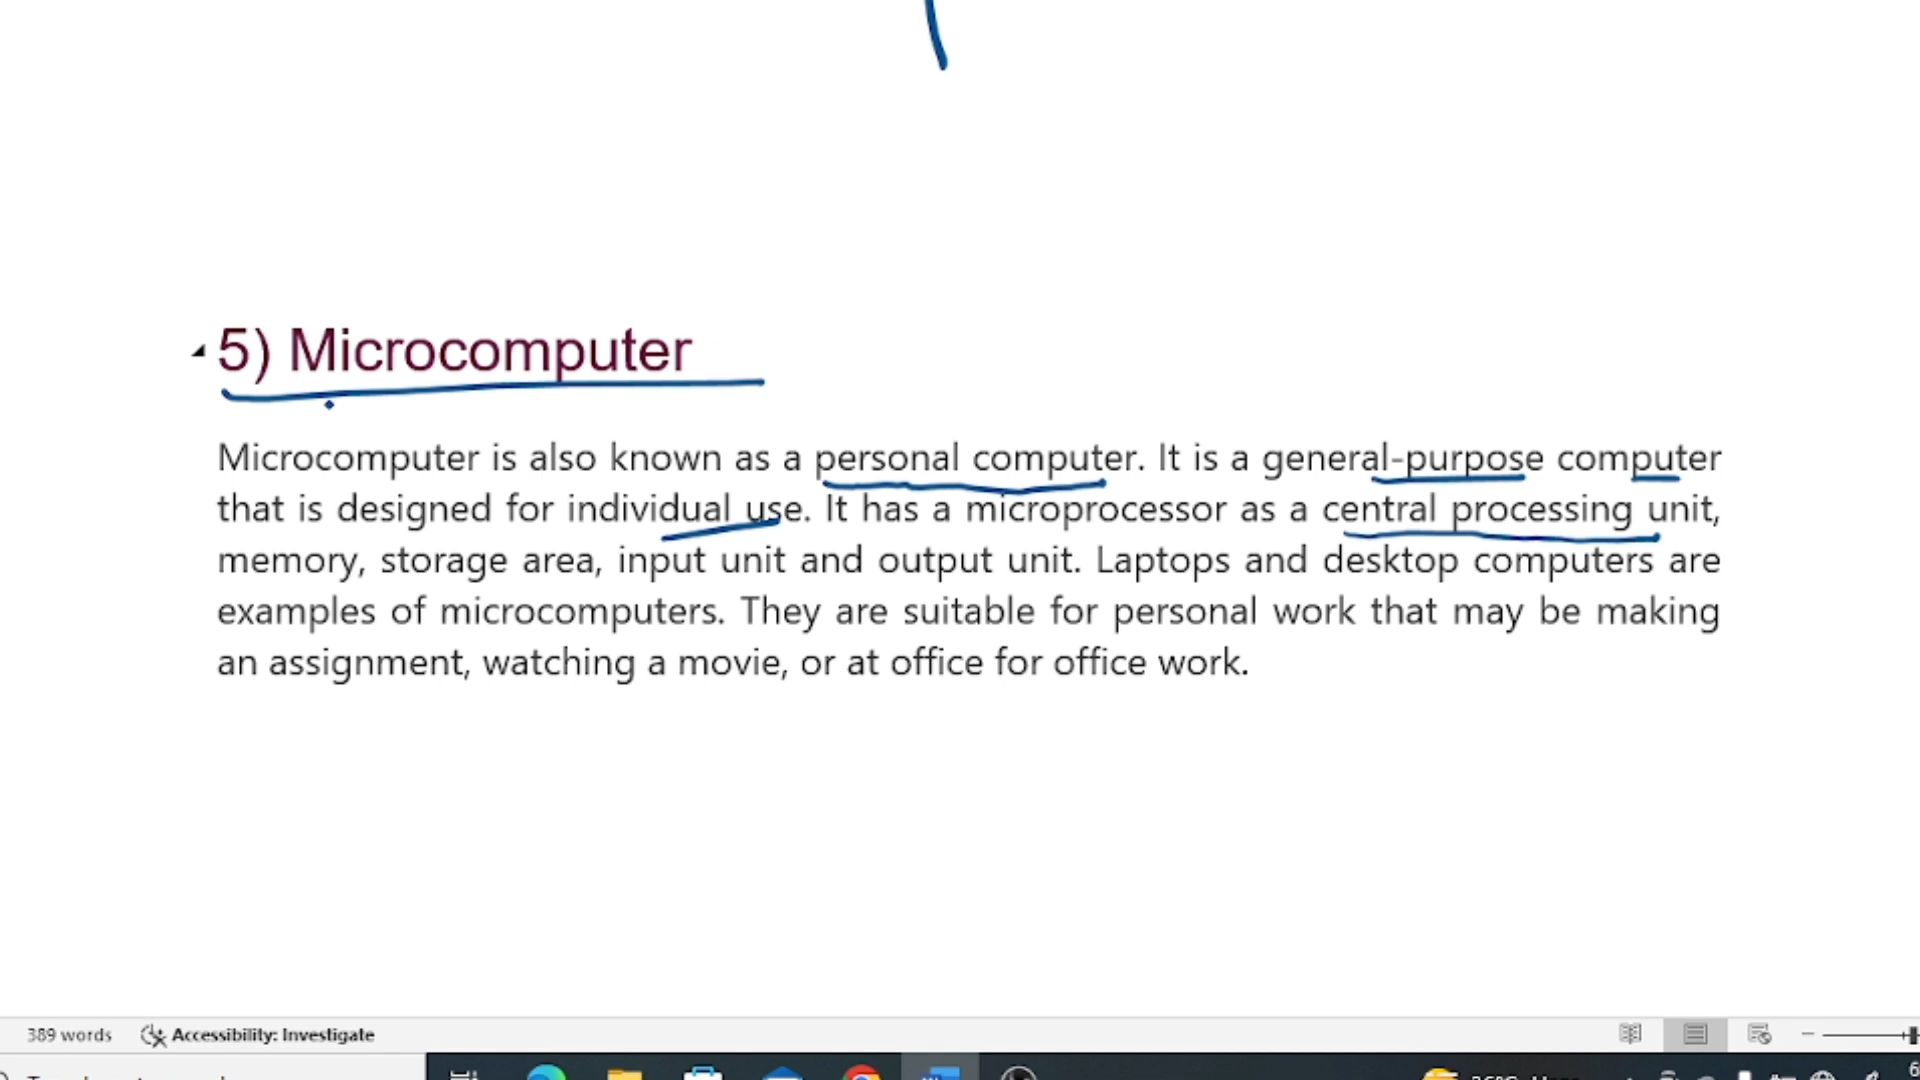 5) Microcomputer
Microcomputer is also known as a personal computer. It is a general-purpose computer
that is designed for individual use. It has a microprocessor as a central processing unit,
memory, storage area, input unit and output unit. Laptops and desktop computers are
examples of microcomputers. They are suitable for personal work that may be making
an assignment, watching a movie, or at office for office work.
389 words Accessibility: Investigate